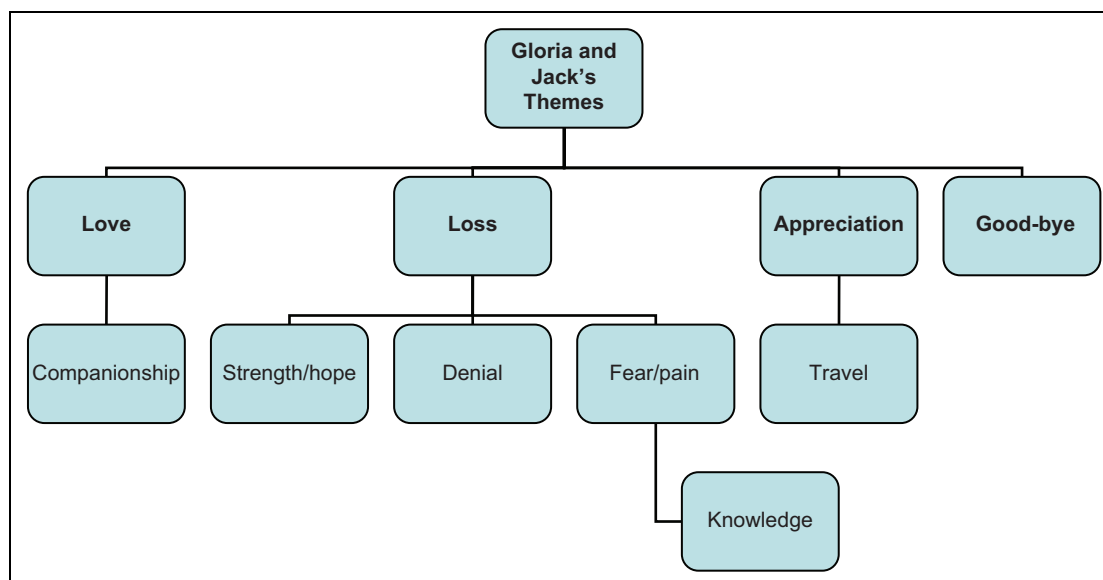 Gloria and
Jack’s
Themes
Love
Loss
Appreciation
Good-bye
Companionship
Strength/hope
Denial
Fear/pain
Travel
Knowledge